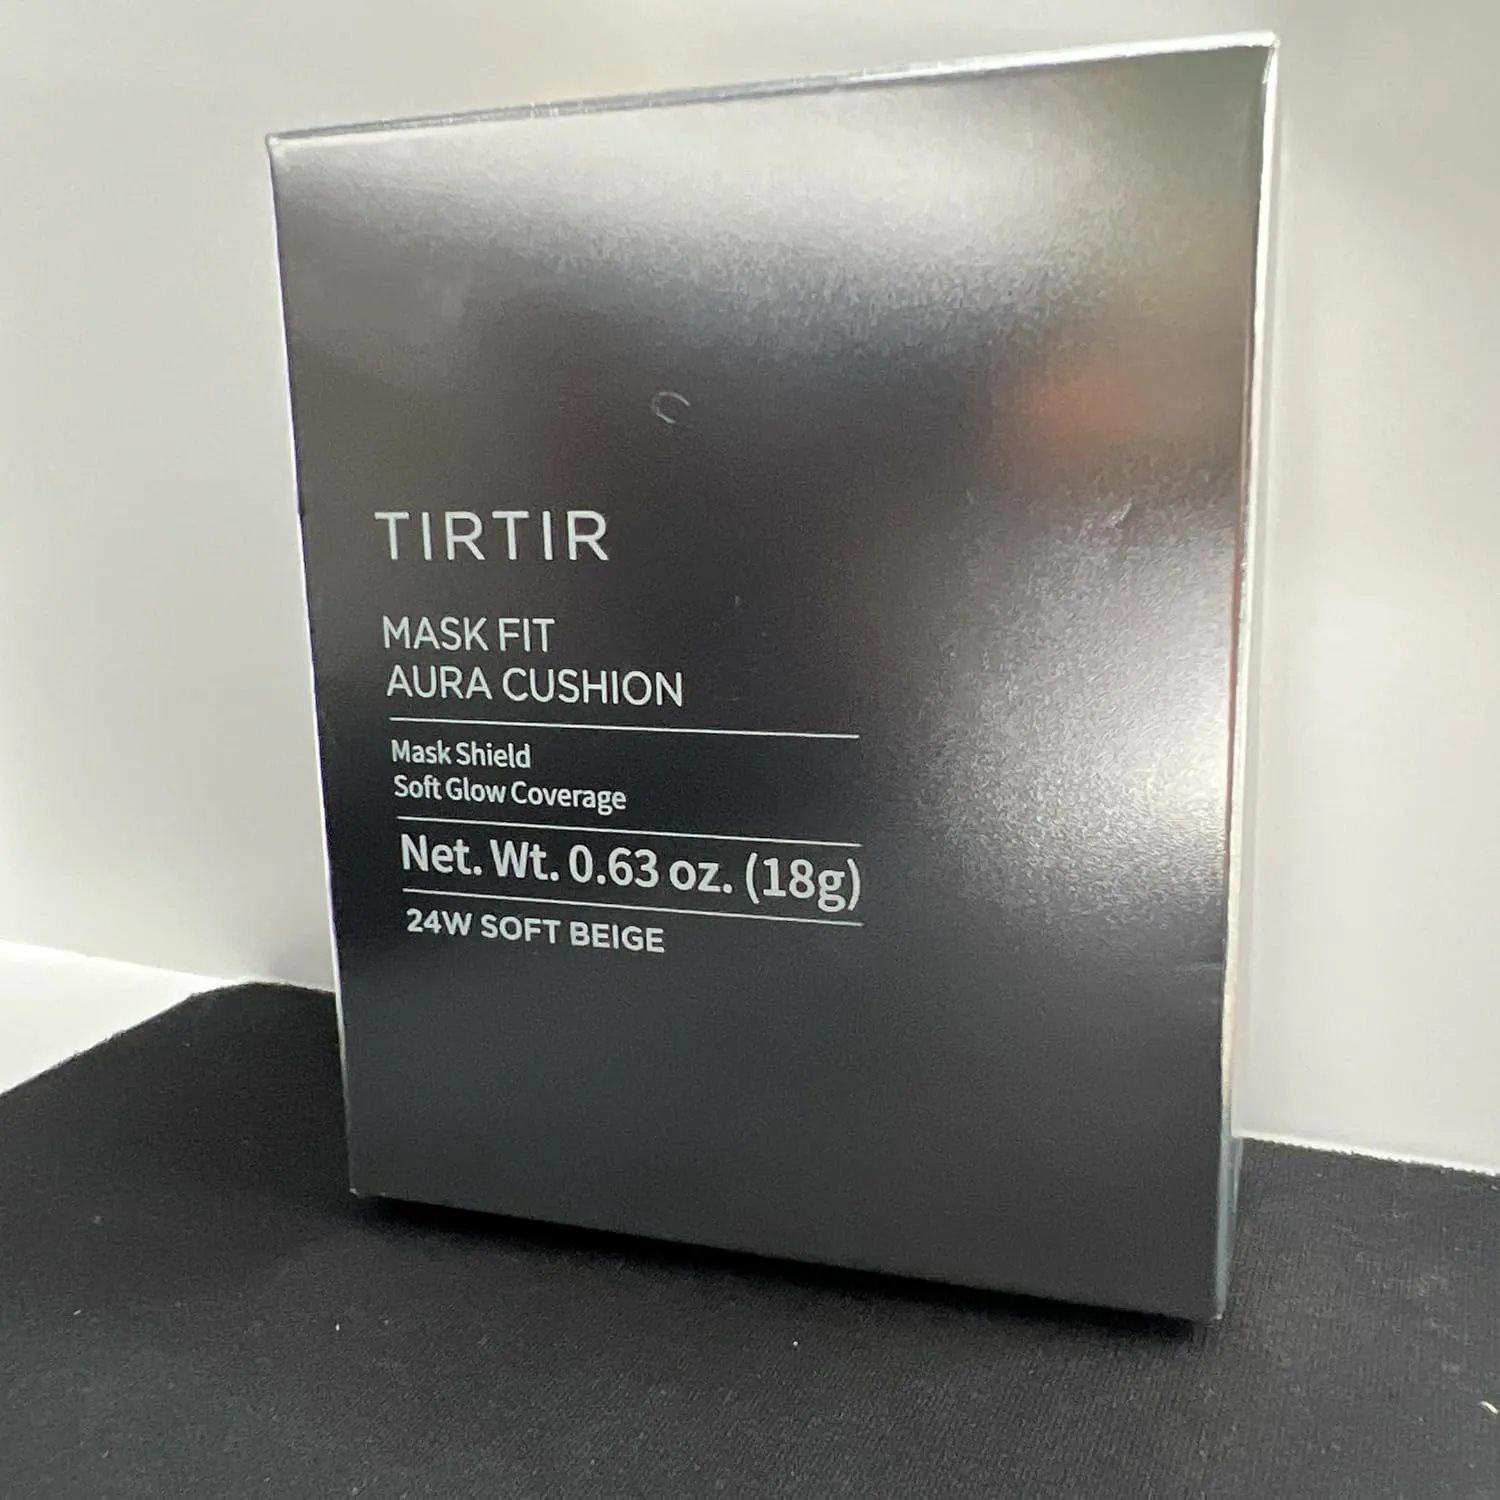 TIRTIR
MASK FIT
AURA CUSHION
Mask Shield
Soft Glow Coverage
Net. Wt. 0.63 oz. (18g)
24W SOFT BEIGE